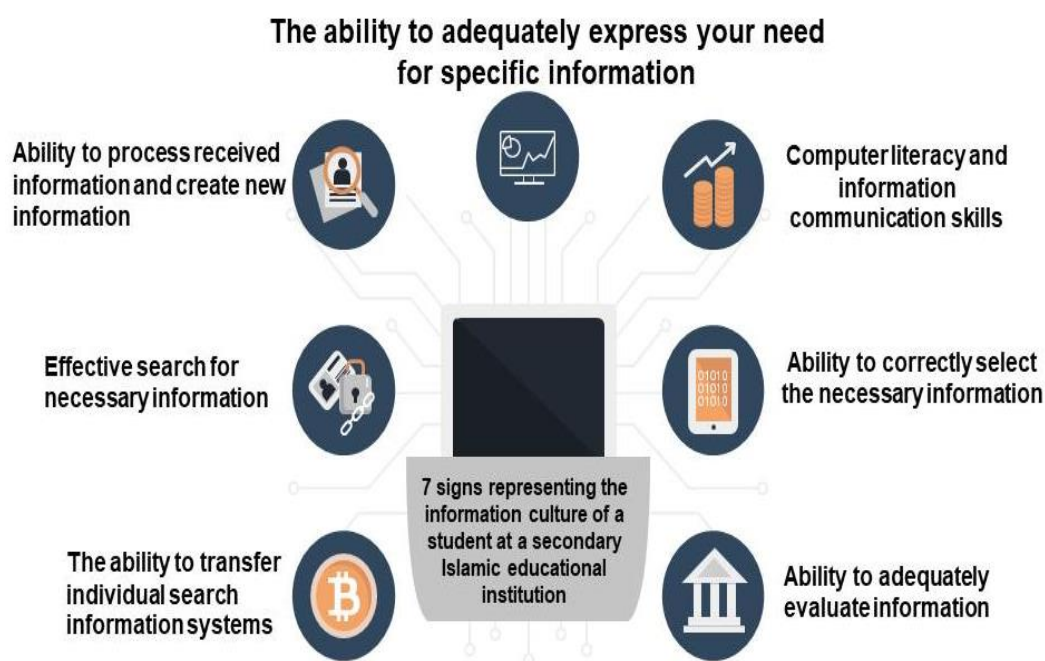 The ability to adequately express your need
for specific information
Ability to process received
information and create new
information
Computer literacy and
information
communication skills
Effective search for
necessary information
01010
01010
01010
Ability to correctly select
the necessary information
7 signs representing the
information culture of a
student at a secondary
Islamic educational
institution
The ability to transfer
individual search
information systems
Ability to adequately
evaluate information